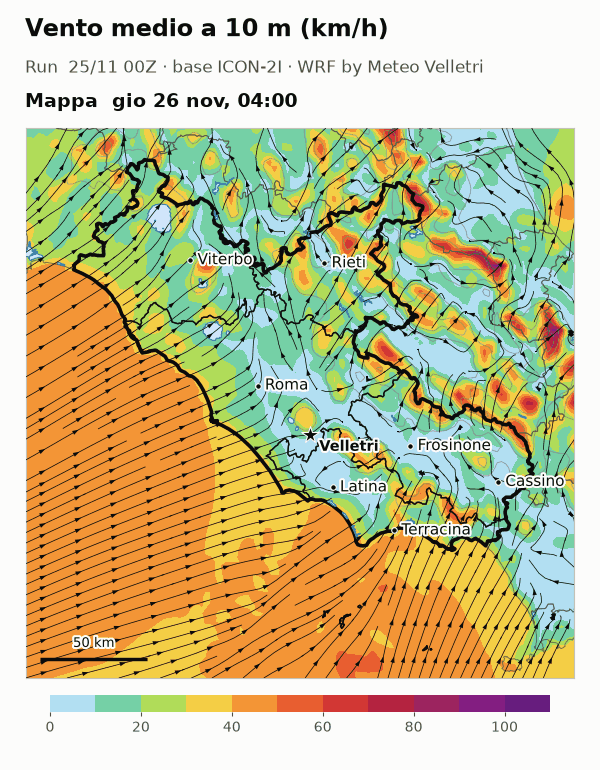 Vento medio a 10 m (km/h)
Run 25/11 00Z · base ICON-2I · WRF by Meteo Velletri
Mappa gio 26 nov, 04:00
Viterbo
Rieti
Roma
Velletri
Frosinone
Latina
Cassino
Terracina
50 km
0 20 40 60 80 100